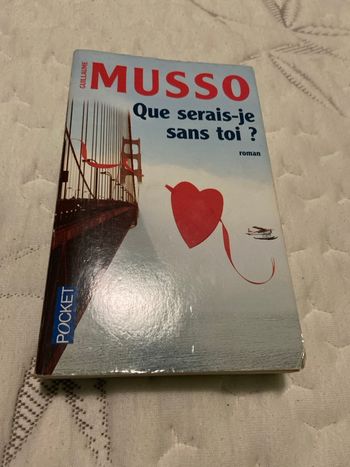 GUILLAUME
MUSSO
Que serais-je
sans toi ?
roman
POCKET